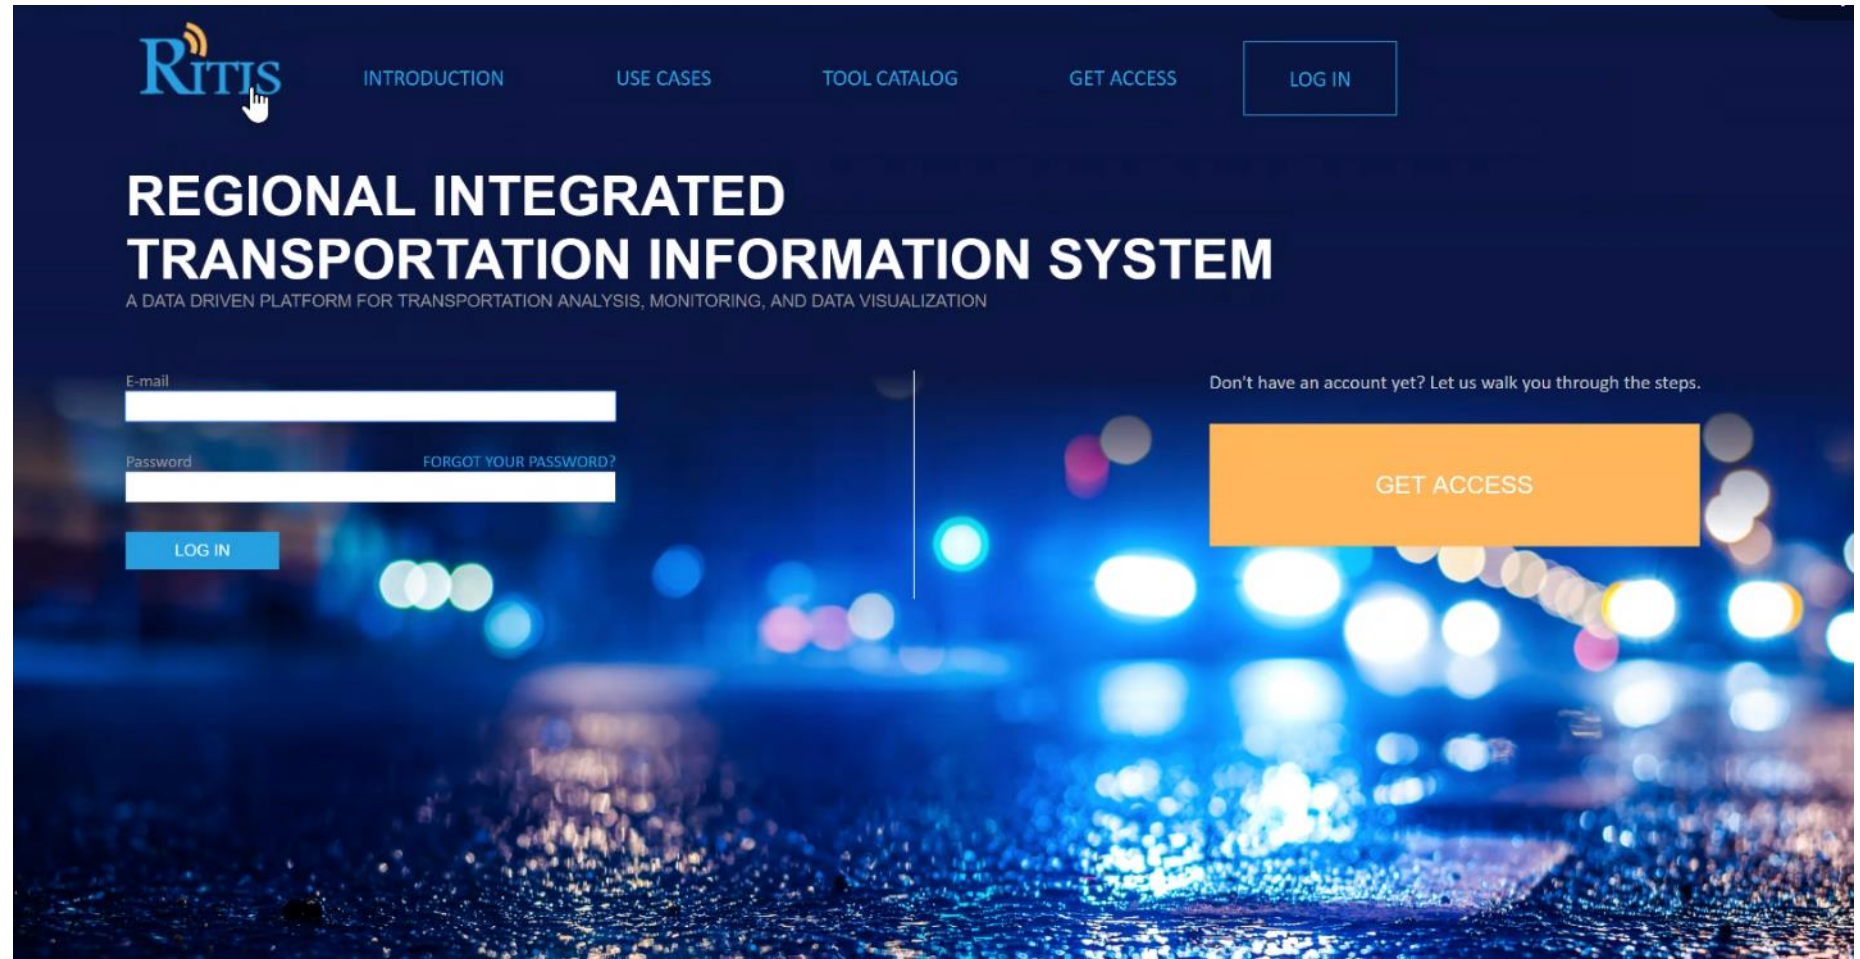 RITIS
INTRODUCTION
USE CASES
TOOL CATALOG
GET ACCESS
LOG IN
REGIONAL INTEGRATED
TRANSPORTATION INFORMATION SYSTEM
A DATA DRIVEN PLATFORM FOR TRANSPORTATION ANALYSIS, MONITORING, AND DATA VISUALIZATION
E-mail
Password
FORGOT YOUR PASSWORD?
LOG IN
Don't have an account yet? Let us walk you through the steps.
GET ACCESS